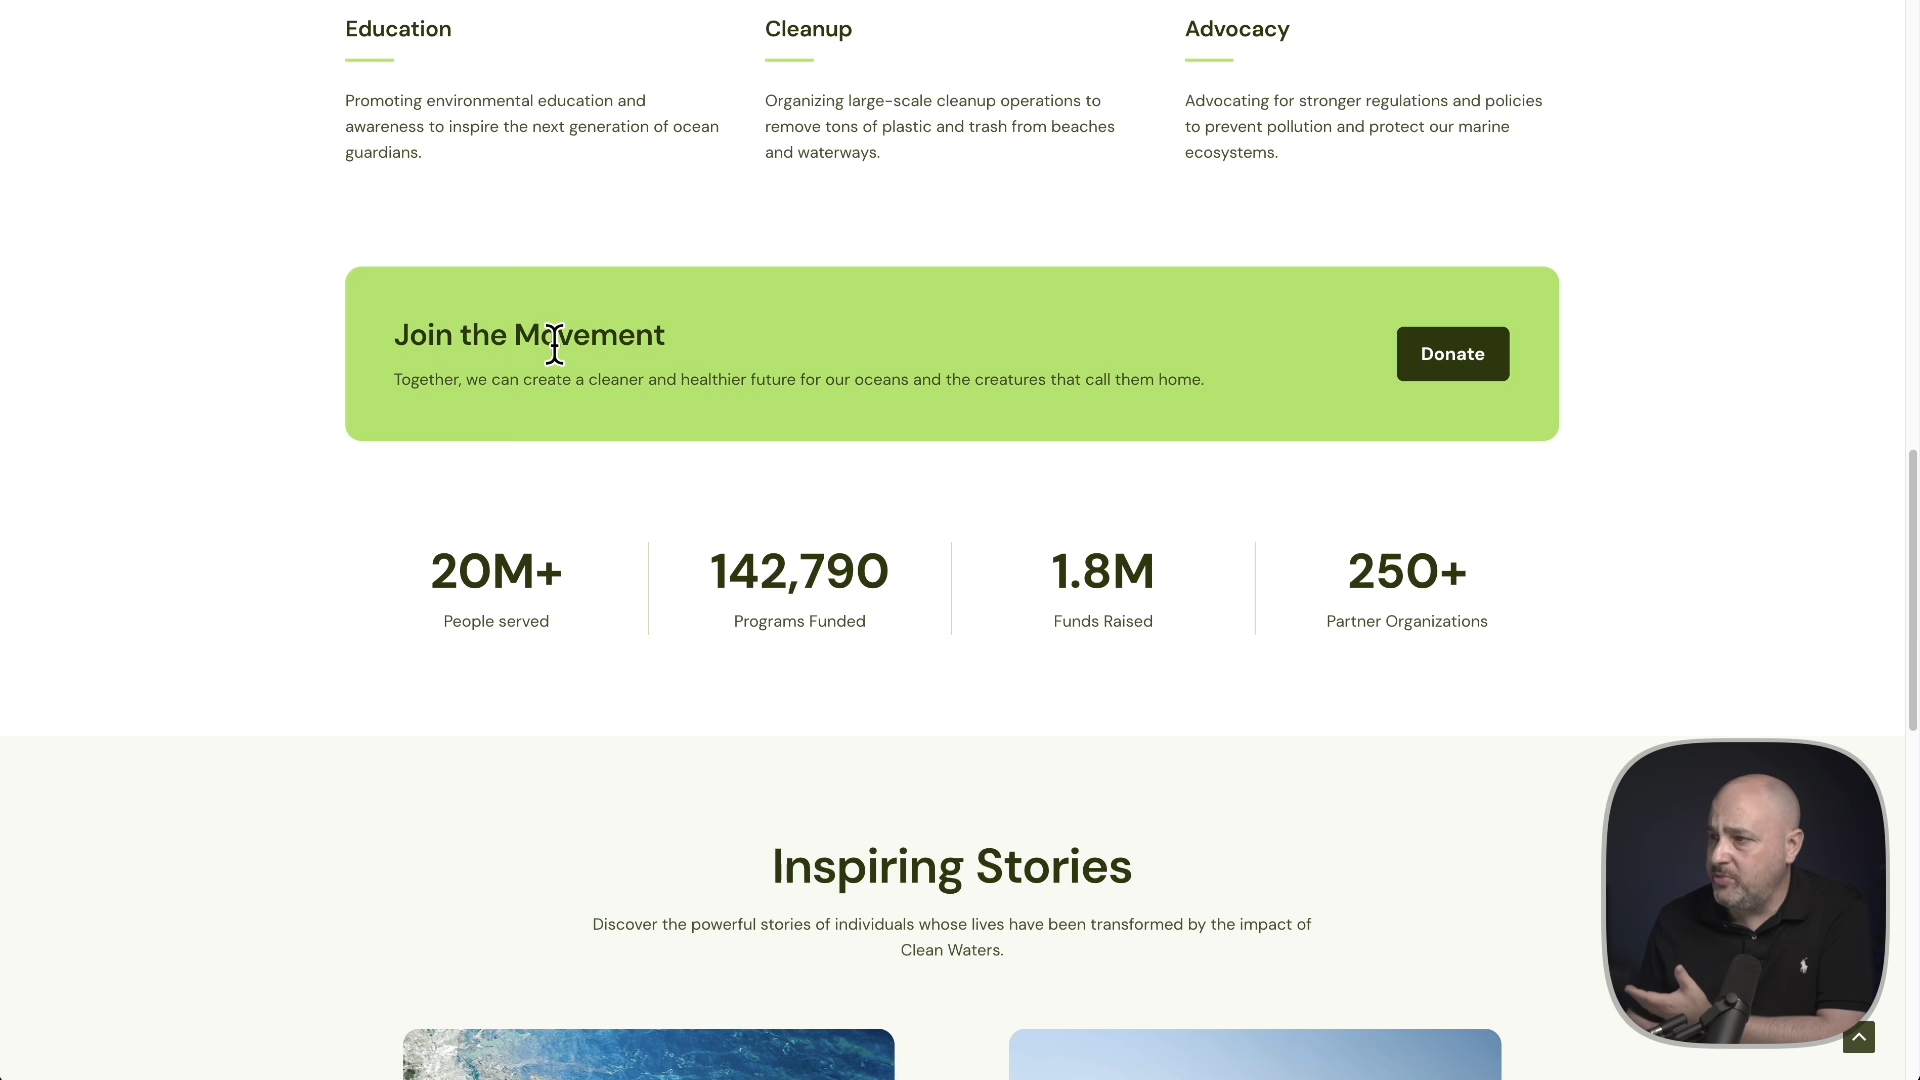 Education
Promoting environmental education and
awareness to inspire the next generation of ocean
guardians.
Cleanup
Organizing large-scale cleanup operations to
remove tons of plastic and trash from beaches
and waterways.
Advocacy
Advocating for stronger regulations and policies
to prevent pollution and protect our marine
ecosystems.
Join the Movement
Together, we can create a cleaner and healthier future for our oceans and the creatures that call them home.
Donate
20M+
People served
142,790
Programs Funded
1.8M
Funds Raised
250+
Partner Organizations
Inspiring Stories
Discover the powerful stories of individuals whose lives have been transformed by the impact of
Clean Waters.